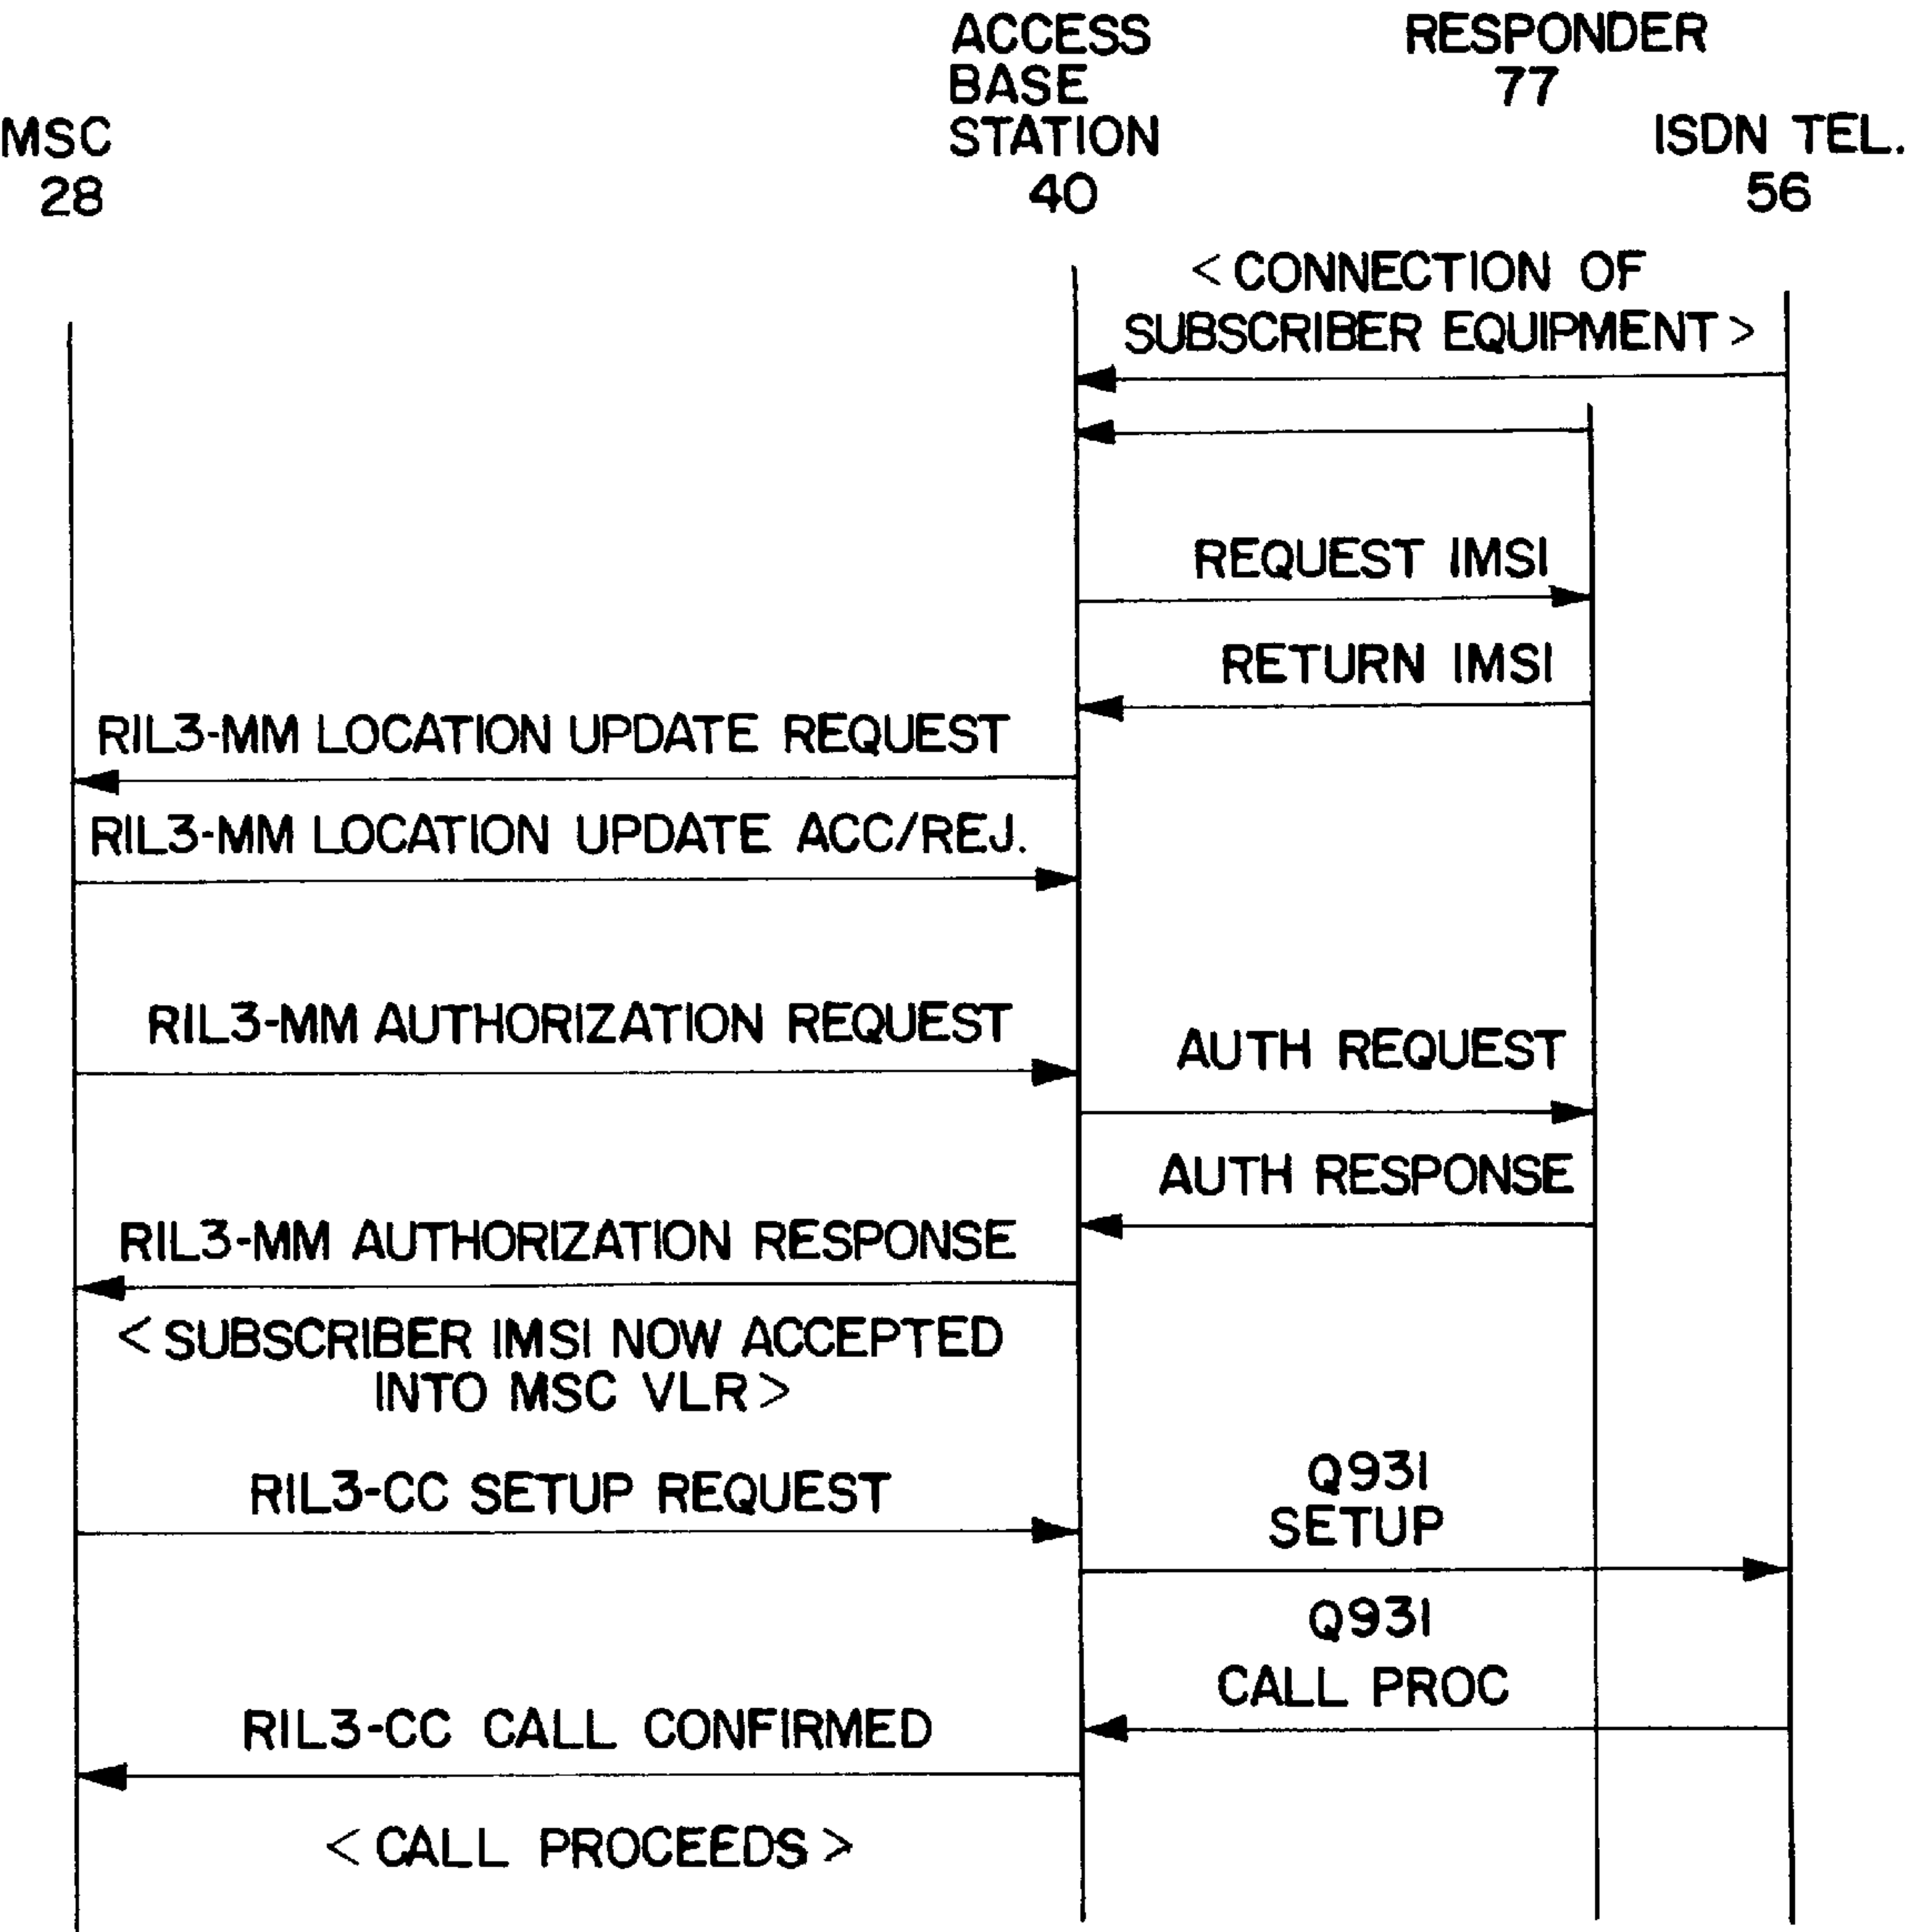 ACCESS
BASE
STATION
40
RESPONDER
77
MSC
28
ISDN TEL.
56
< CONNECTION OF
SUBSCRIBER EQUIPMENT >
REQUEST IMSI
RETURN IMSI
RIL3-MM LOCATION UPDATE REQUEST
RIL3-MM LOCATION UPDATE ACC/REJ.
RIL3-MM AUTHORIZATION REQUEST
AUTH REQUEST
AUTH RESPONSE
RIL3-MM AUTHORIZATION RESPONSE
< SUBSCRIBER IMSI NOW ACCEPTED
INTO MSC VLR >
RIL3-CC SETUP REQUEST
Q931
SETUP
Q931
CALL PROC
RIL3-CC CALL CONFIRMED
< CALL PROCEEDS >